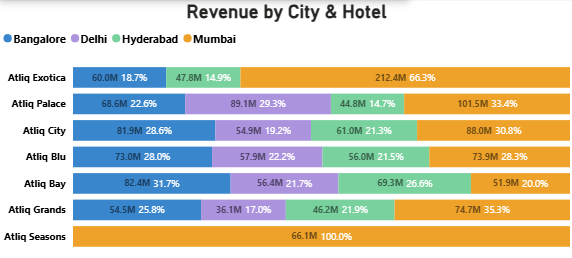 Revenue by City & Hotel
Bangalore Delhi Hyderabad Mumbai
Atliq Exotica 60.0M 18.7% 47.8M 14.9% 212.4M 66.3%
Atliq Palace 68.6M 22.6% 89.1M 29.3% 44.8M 14.7% 101.5M 33.4%
Atliq City 81.9M 28.6% 54.9M 19.2% 61.0M 21.3% 88.0M 30.8%
Atliq Blu 73.0M 28.0% 57.9M 22.2% 56.0M 21.5% 73.9M 28.3%
Atliq Bay 82.4M 31.7% 56.4M 21.7% 69.3M 26.6% 51.9M 20.0%
Atliq Grands 54.5M 25.8% 36.1M 17.0% 46.2M 21.9% 74.7M 35.3%
Atliq Seasons 66.1M 100.0%